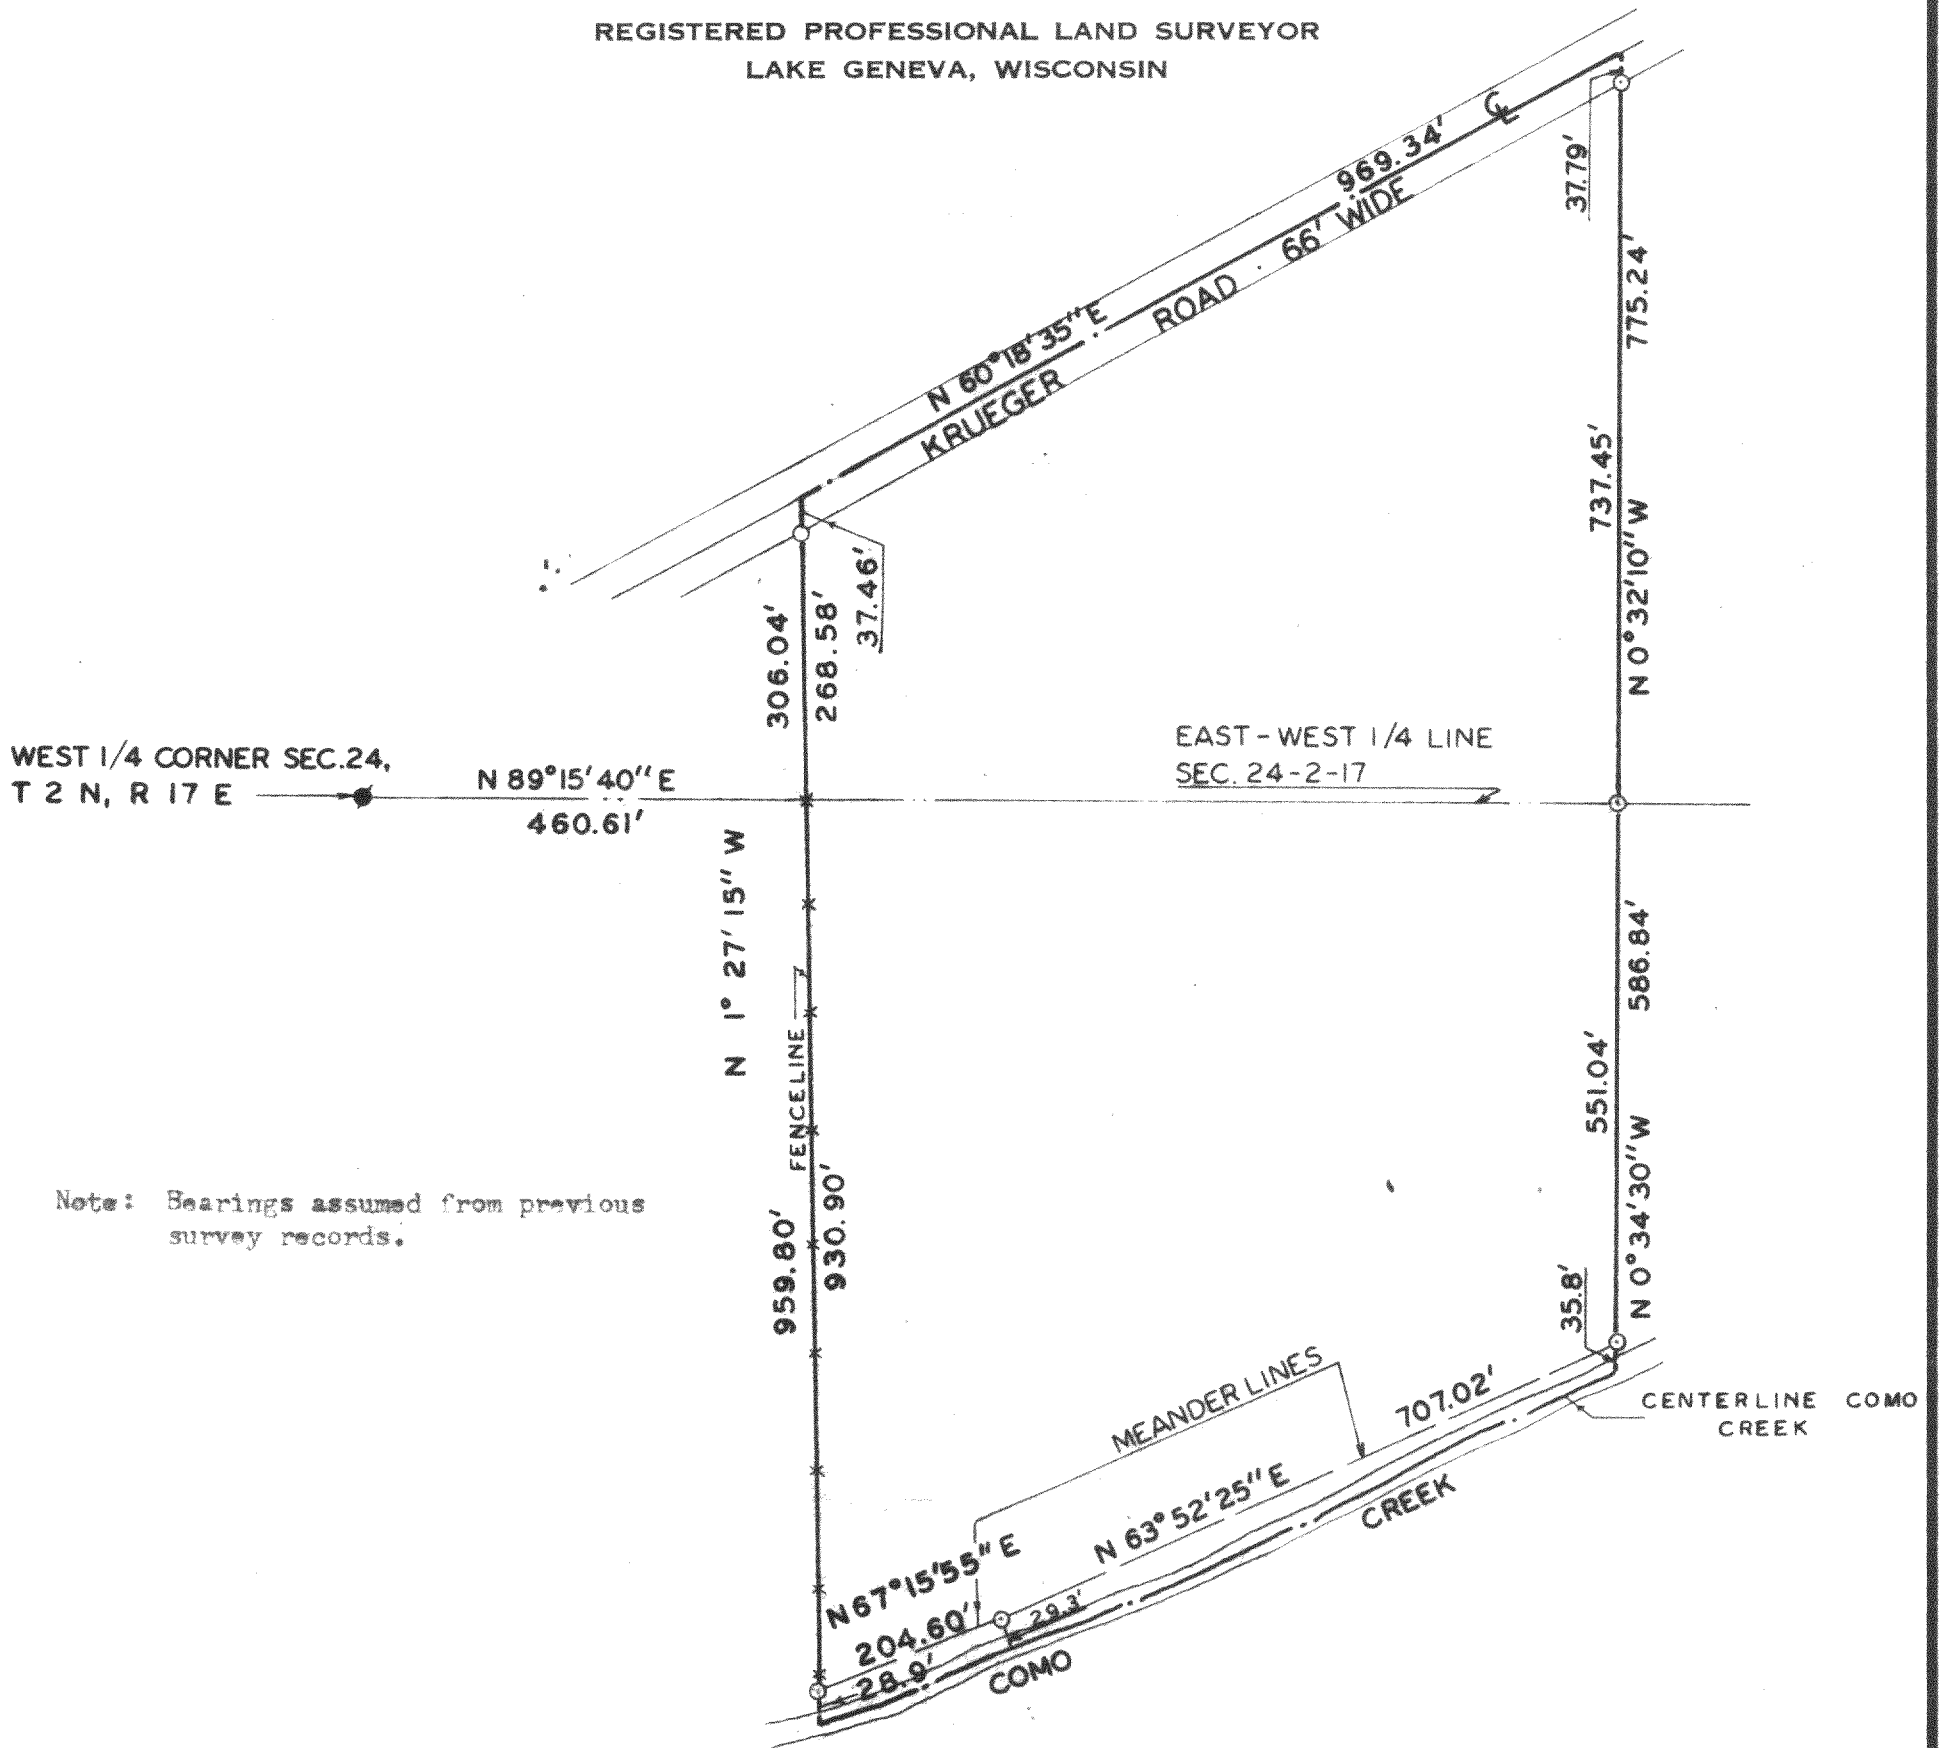 REGISTERED PROFESSIONAL LAND SURVEYOR
LAKE GENEVA, WISCONSIN
℄
969.34'
37.79'
66' WIDE
ROAD
775.24'
N 60°18'35" E
KRUEGER
737.45'
N 0°32'10" W
37.46'
306.04'
268.58'
WEST 1/4 CORNER SEC.24,
T 2 N, R 17 E
N 89°15'40" E
460.61'
EAST-WEST 1/4 LINE
SEC. 24-2-17
N 1° 27' 15" W
586.84'
551.04'
FENCELINE
N 0°34'30" W
Note: Bearings assumed from previous
survey records.
959.80'
930.90'
35.8'
MEANDER LINES
707.02'
CENTERLINE COMO
CREEK
N 63°52'25" E
CREEK
N 67°15'55" E
204.60'
29.3'
28.9'
COMO